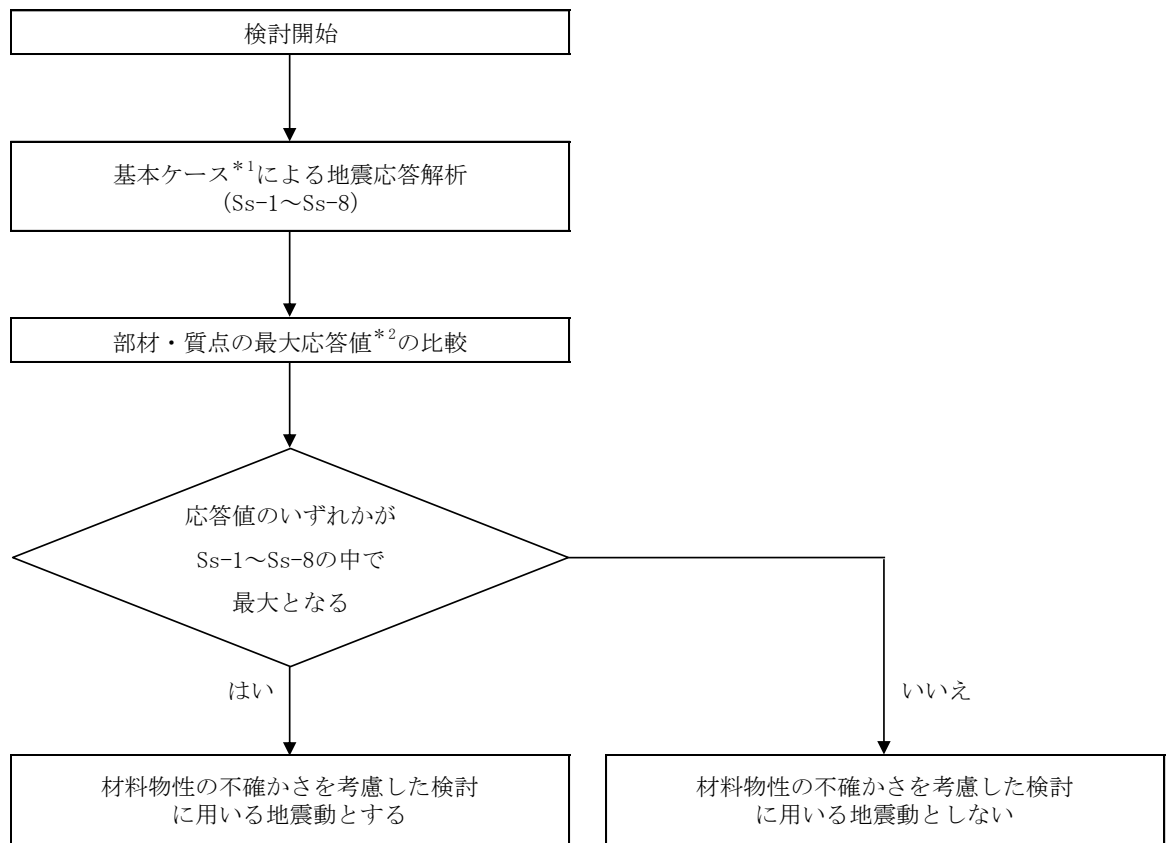 検討開始
基本ケース*1による地震応答解析
(Ss-1～Ss-8)
部材・質点の最大応答値*2の比較
応答値のいずれかが
Ss-1～Ss-8の中で
最大となる
はい
いいえ
材料物性の不確かさを考慮した検討
に用いる地震動とする
材料物性の不確かさを考慮した検討
に用いる地震動としない